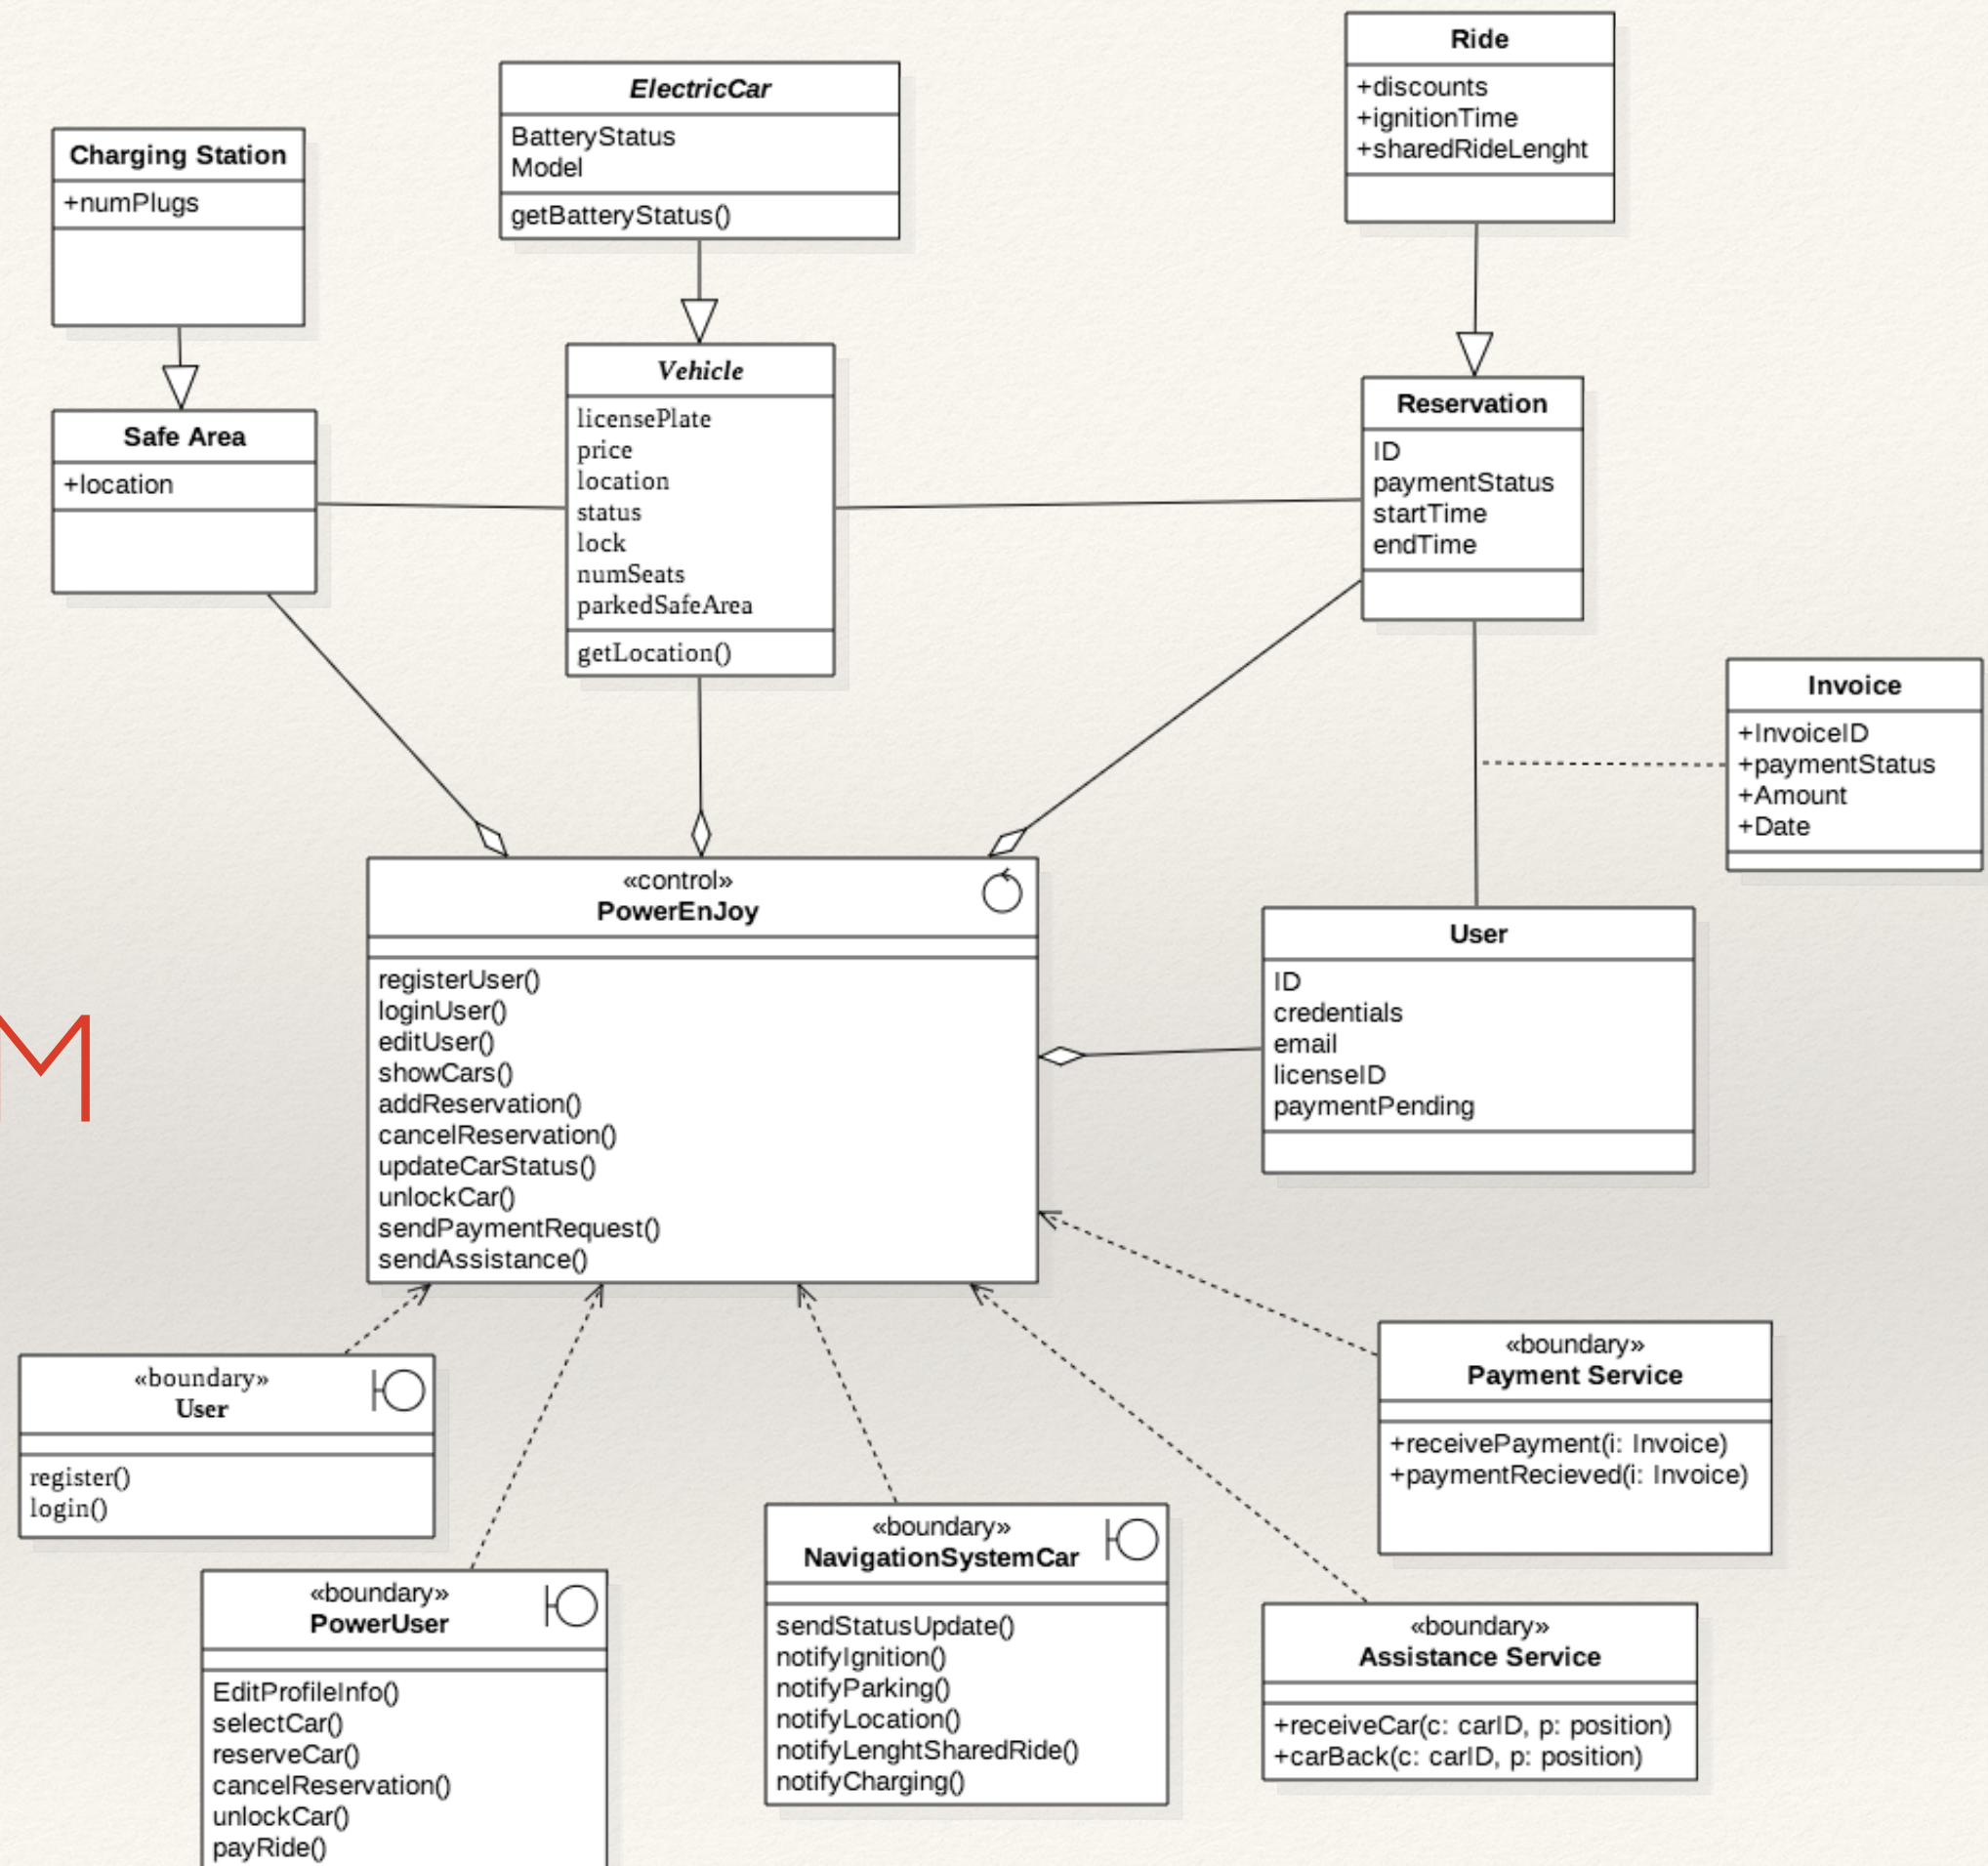 Ride
+discounts
+ignitionTime
+sharedRideLenght
ElectricCar
BatteryStatus
Model
getBatteryStatus()
Charging Station
+numPlugs
Vehicle
licensePlate
price
location
status
lock
numSeats
parkedSafeArea
getLocation()
Safe Area
+location
Reservation
ID
paymentStatus
startTime
endTime
Invoice
+InvoiceID
+paymentStatus
+Amount
+Date
«control»
PowerEnJoy
registerUser()
loginUser()
editUser()
showCars()
addReservation()
cancelReservation()
updateCarStatus()
unlockCar()
sendPaymentRequest()
sendAssistance()
User
ID
credentials
email
licenseID
paymentPending
M
«boundary»
User
register()
login()
«boundary»
Payment Service
+receivePayment(i: Invoice)
+paymentRecieved(i: Invoice)
«boundary»
PowerUser
EditProfileInfo()
selectCar()
reserveCar()
cancelReservation()
unlockCar()
payRide()
«boundary»
NavigationSystemCar
sendStatusUpdate()
notifyIgnition()
notifyParking()
notifyLocation()
notifyLenghtSharedRide()
notifyCharging()
«boundary»
Assistance Service
+receiveCar(c: carID, p: position)
+carBack(c: carID, p: position)